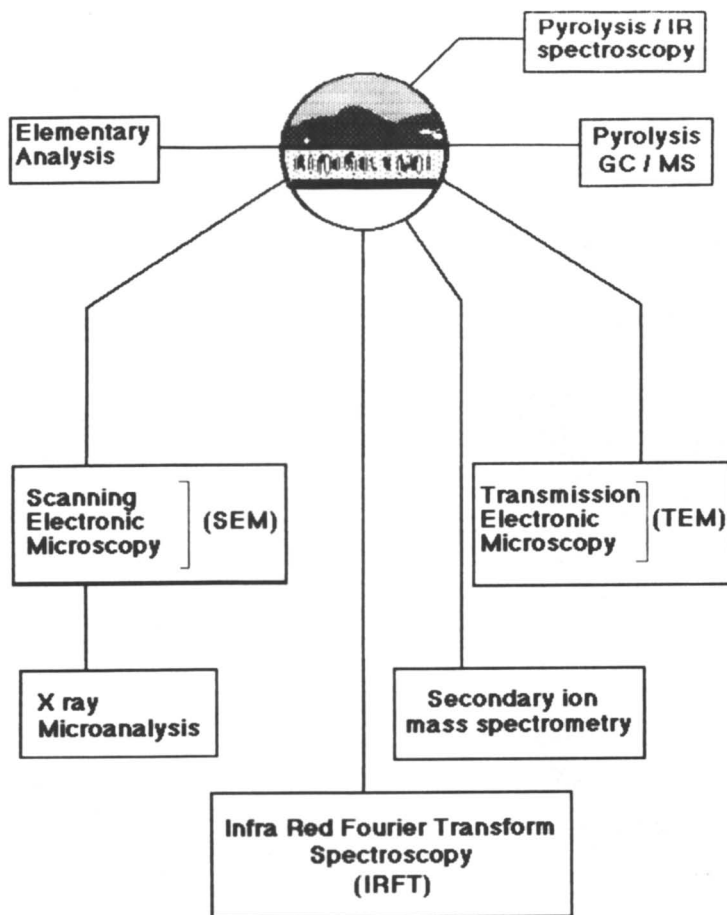 Pyrolysis / IR
spectroscopy
Elementary
Analysis
Pyrolysis
GC / MS
Scanning
Electronic
Microscopy
(SEM)
Transmission
Electronic
Microscopy
(TEM)
X ray
Microanalysis
Secondary ion
mass spectrometry
Infra Red Fourier Transform
Spectroscopy
(IRFT)